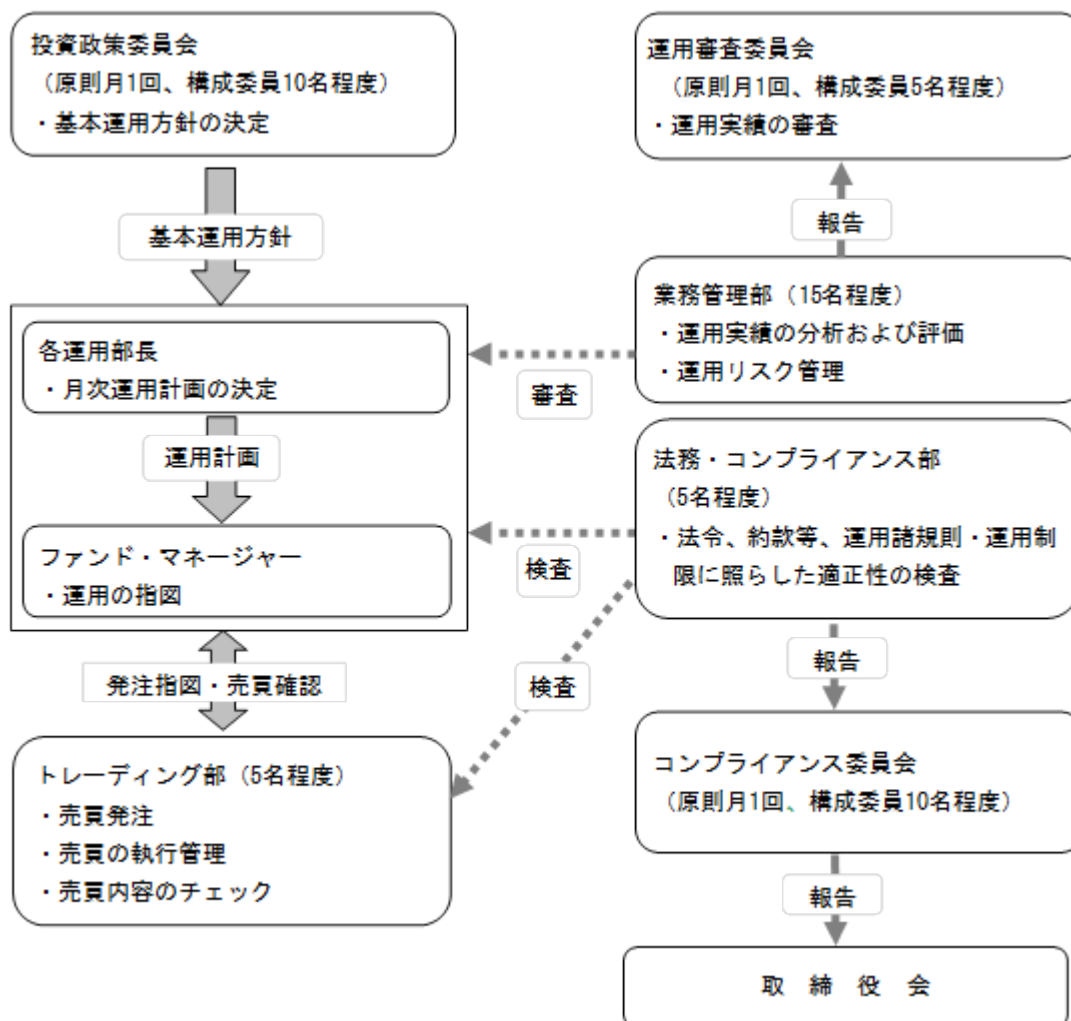 投資政策委員会
(原則月1回、構成委員10名程度)
・基本運用方針の決定
基本運用方針
各運用部長
・月次運用計画の決定
運用計画
ファンド・マネージャー
・運用の指図
発注指図・売買確認
トレーディング部(5名程度)
・売買発注
・売買の執行管理
・売買内容のチェック
運用審査委員会
(原則月1回、構成委員5名程度)
・運用実績の審査
報告
業務管理部(15名程度)
・運用実績の分析および評価
・運用リスク管理
審査
法務・コンプライアンス部
(5名程度)
・法令、約款等、運用諸規則・運用制
限に照らした適正性の検査
検査
検査
報告
コンプライアンス委員会
(原則月1回、構成委員10名程度)
報告
取 締 役 会